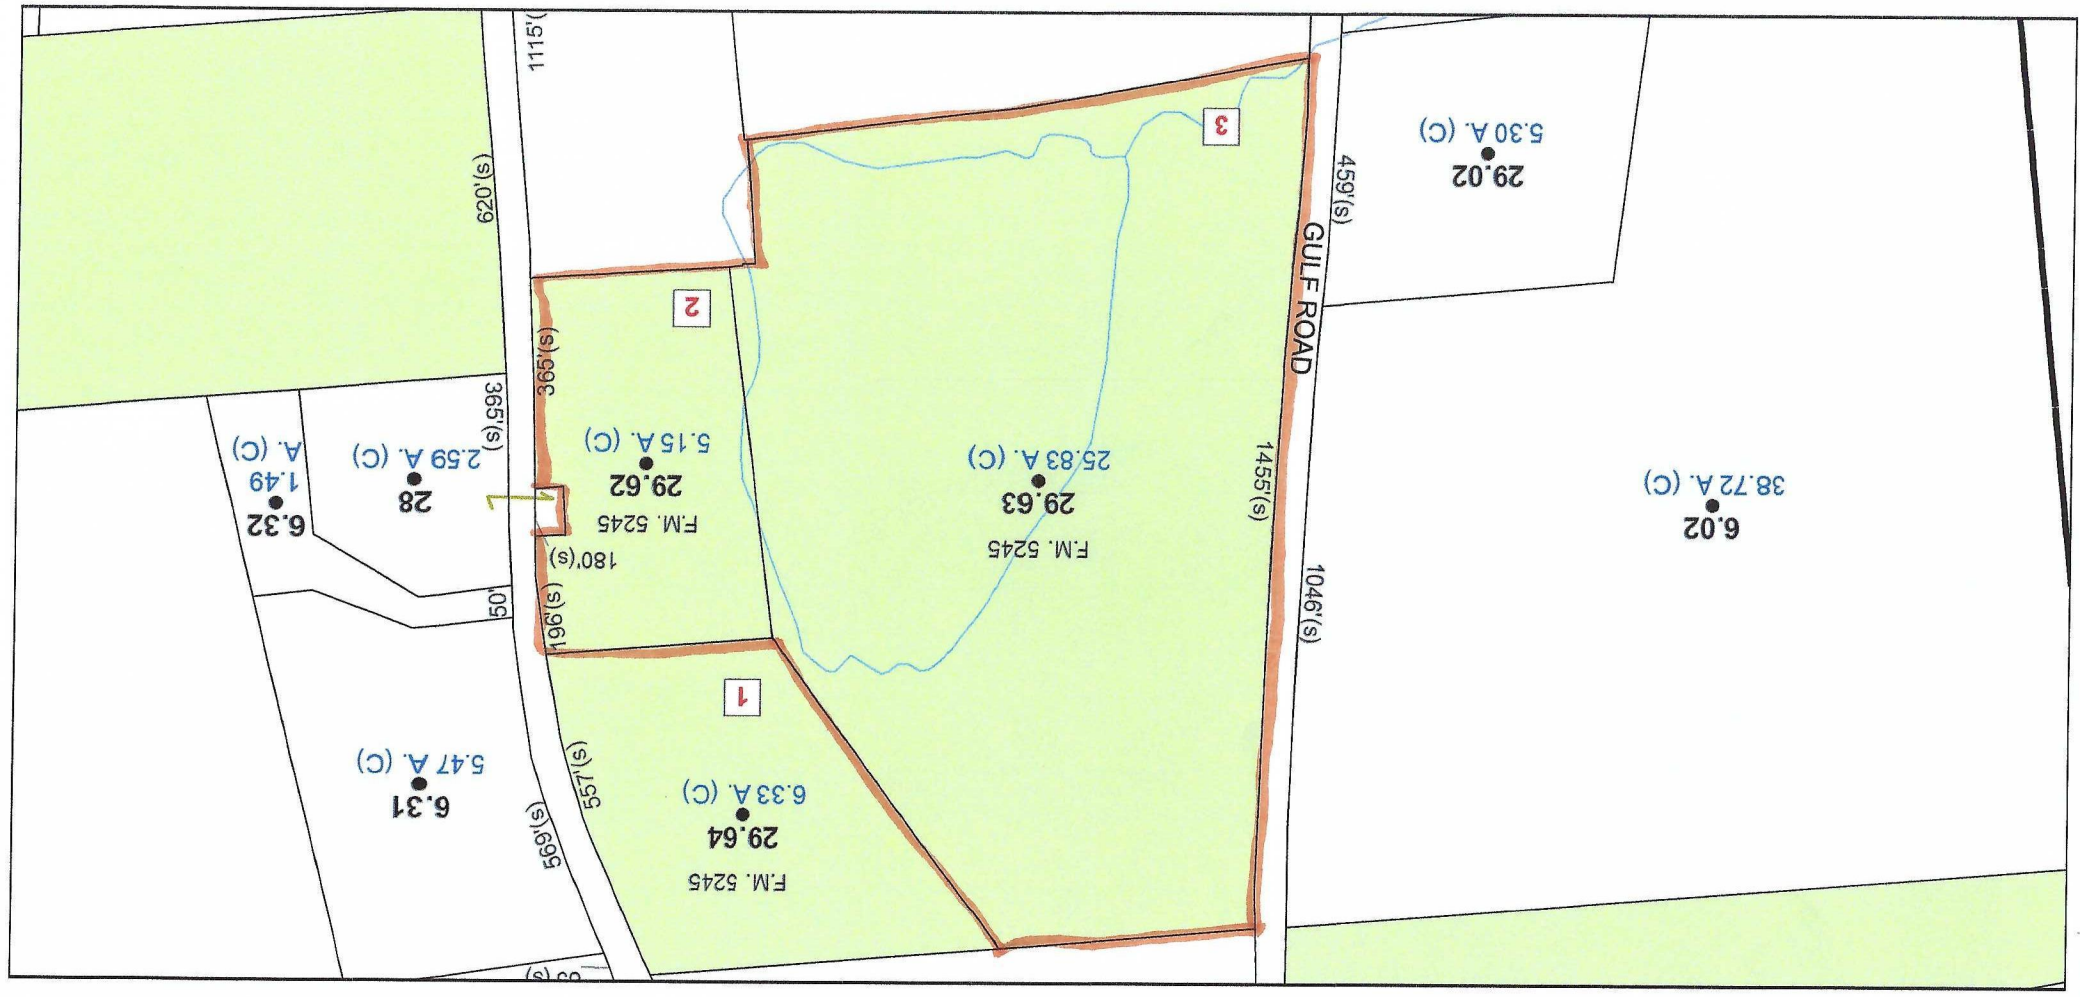 F.M. 5245
29.64
6.33 A. (C)
557'(s)
569'(s)
6.31
5.47 A. (C)
1
1046'(s)
6.02
38.72 A. (C)
1455'(s)
F.M. 5245
29.63
25.83 A. (C)
196'(s)
180'(s)
50'
F.M. 5245
29.62
5.15 A. (C)
28
2.59 A. (C)
6.32
1.49
A. (C)
365'(s)
365'(s)
GULF ROAD
2
29.02
5.30 A (C)
459'(s)
620'(s)
3
1115'(